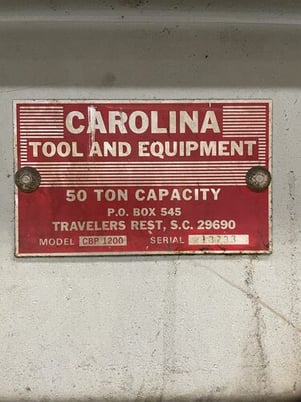 CAROLINA
TOOL AND EQUIPMENT
50 TON CAPACITY
P.O. BOX 545
TRAVELERS REST, S.C. 29690
MODEL CBP 1200 SERIAL